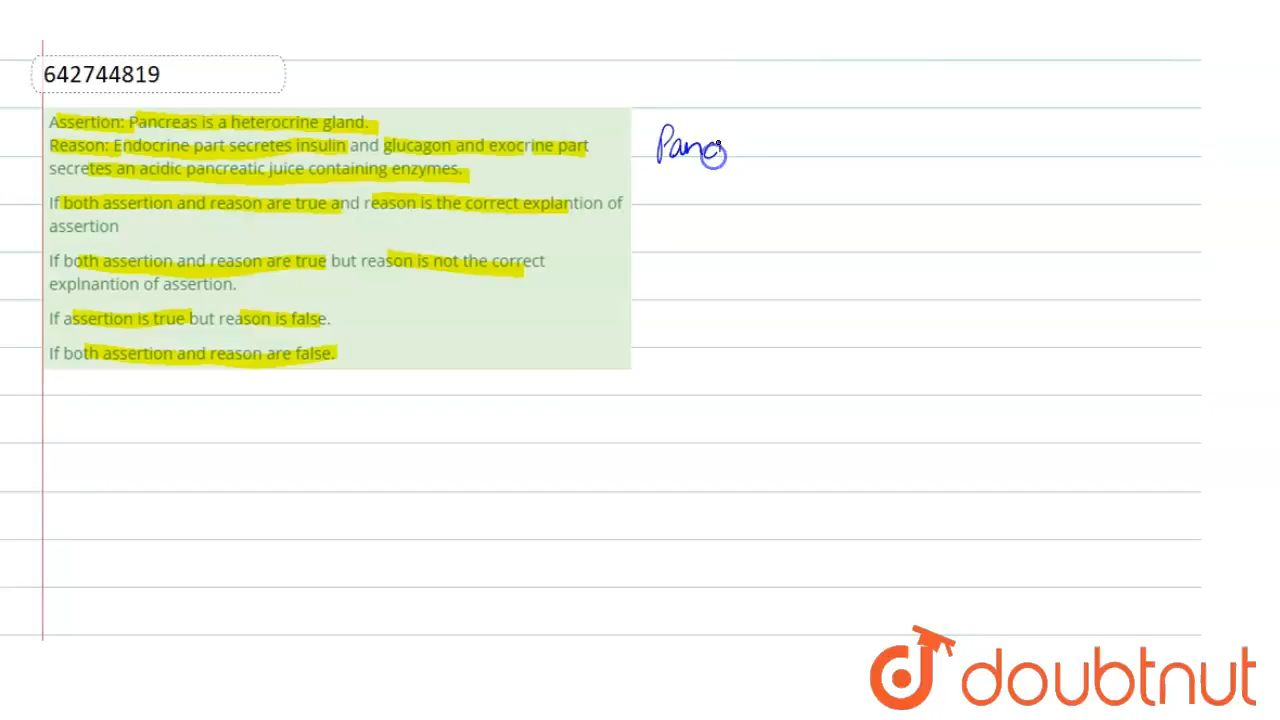 642744819
Assertion: Pancreas is a heterocrine gland.
Reason: Endocrine part secretes insulin and glucagon and exocrine part
secretes an acidic pancreatic juice containing enzymes.
If both assertion and reason are true and reason is the correct explantion of
assertion
If both assertion and reason are true but reason is not the correct
explnantion of assertion.
If assertion is true but reason is false.
If both assertion and reason are false.
Panc
doubtnut